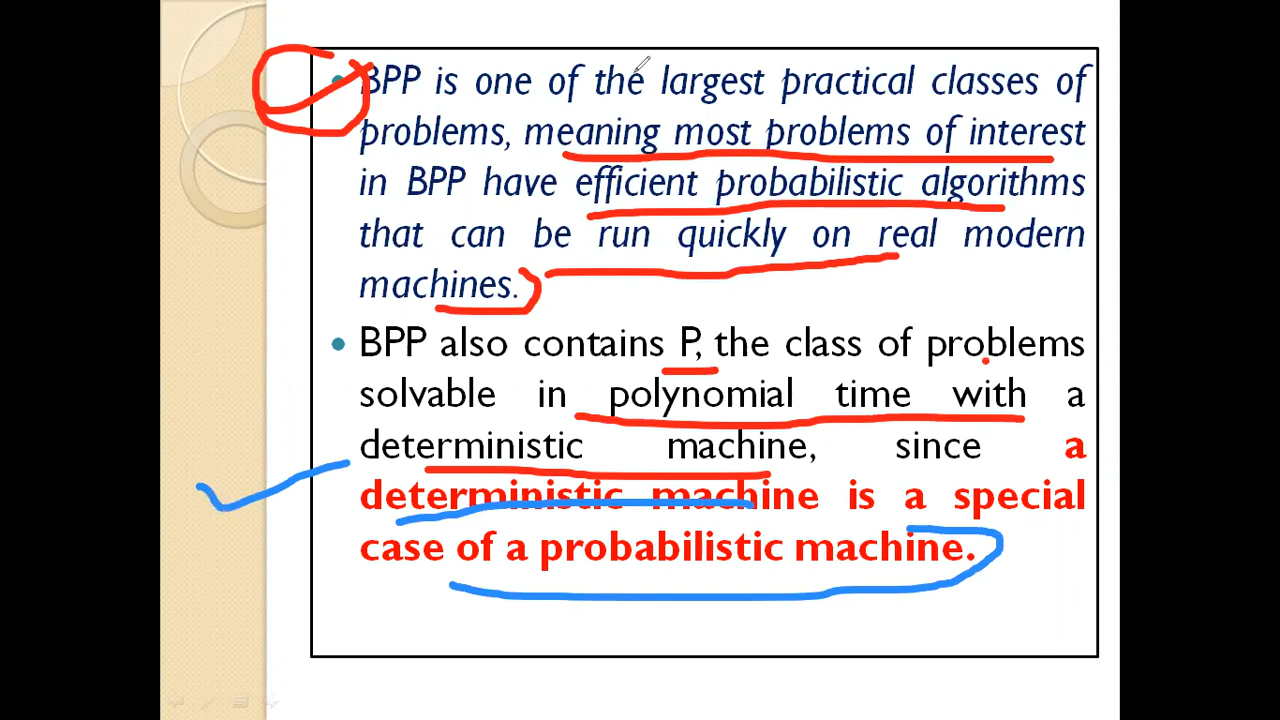 BPP is one of the largest practical classes of
problems, meaning most problems of interest
in BPP have efficient probabilistic algorithms
that can be run quickly on real modern
machines.
BPP also contains P, the class of problems
solvable in polynomial time with a
deterministic machine, since a
deterministic machine is a special
case of a probabilistic machine.